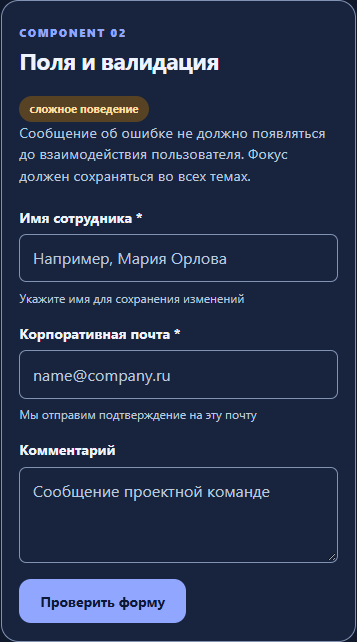 COMPONENT 02
Поля и валидация
сложное поведение
Сообщение об ошибке не должно появляться
до взаимодействия пользователя. Фокус
должен сохраняться во всех темах.
Имя сотрудника *
Например, Мария Орлова
Укажите имя для сохранения изменений
Корпоративная почта *
name@company.ru
Мы отправим подтверждение на эту почту
Комментарий
Сообщение проектной команде
Проверить форму